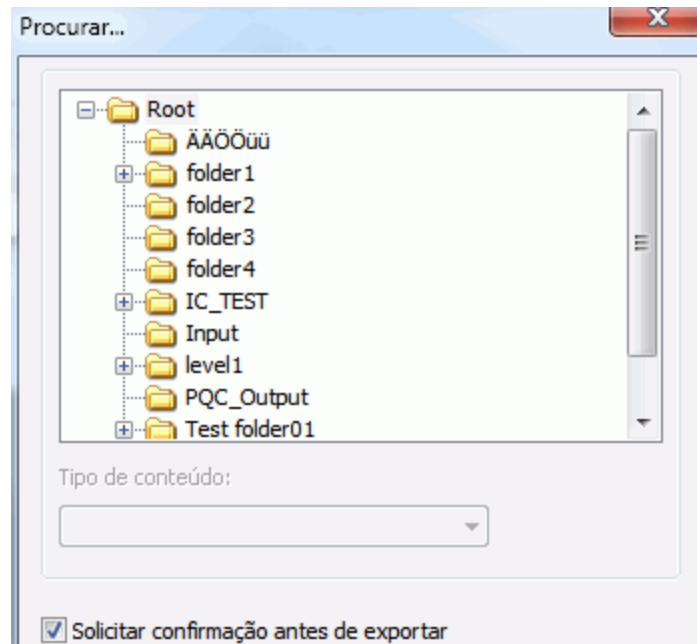 Procurar...
Root
ÄÄÖÖüü
folder1
folder2
folder3
folder4
IC_TEST
Input
level1
PQC_Output
Test folder01
Tipo de conteúdo:
Solicitar confirmação antes de exportar